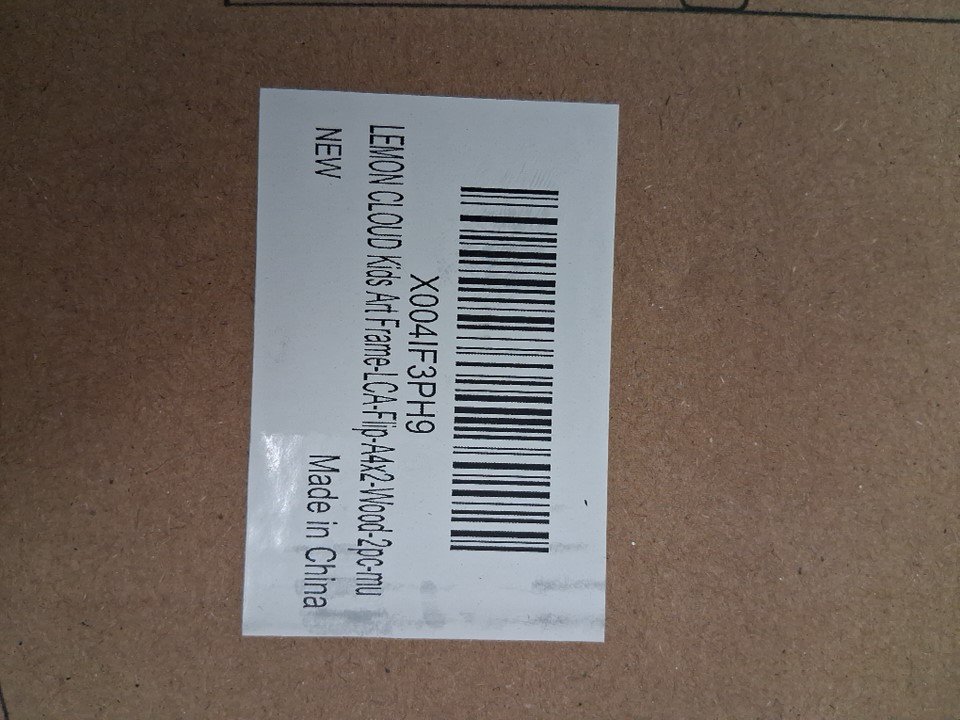 X004IF3PH9
LEMON CLOUD Kids Art Frame-LCA-Flip-A4x2-Wood-2pc-mu
NEW
Made in China